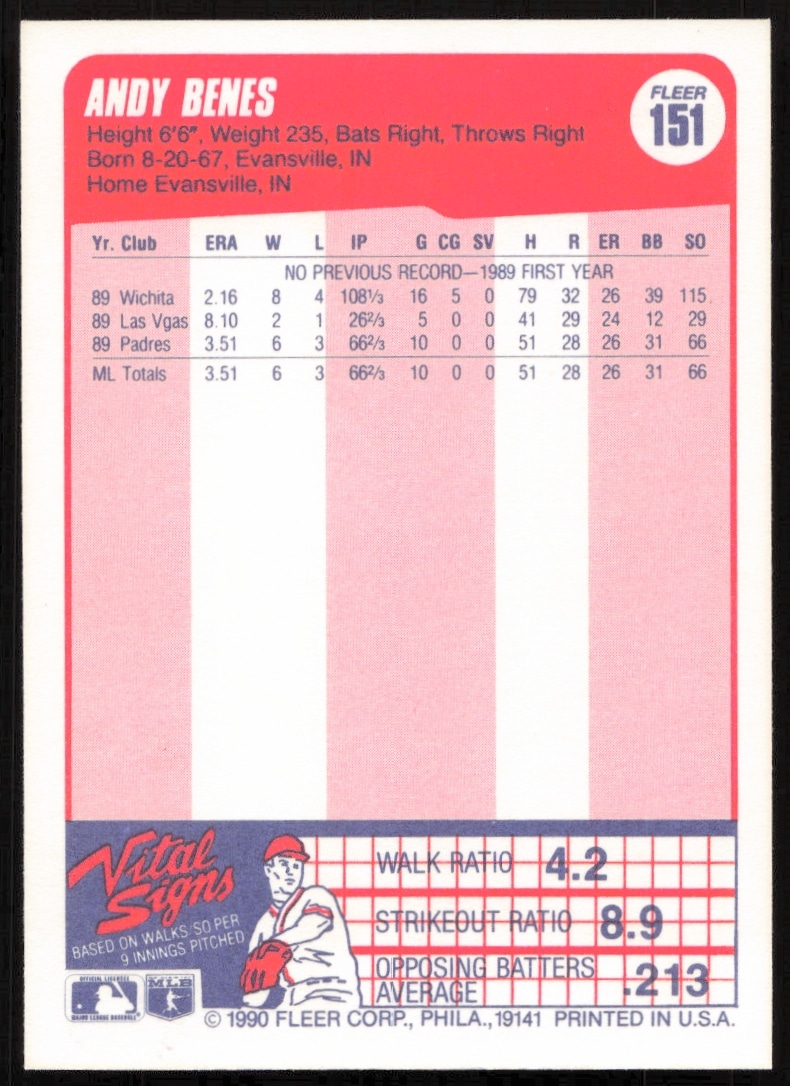 ANDY BENES
FLEER
151
Height 6'6", Weight 235, Bats Right, Throws Right
Born 8-20-67, Evansville, IN
Home Evansville, IN
Yr. Club ERA W L IP G CG SV H R ER BB SO
NO PREVIOUS RECORD—1989 FIRST YEAR
89 Wichita 2.16 8 4 108⅓ 16 5 0 79 32 26 39 115
89 Las Vgas 8.10 2 1 26⅔ 5 0 0 41 29 24 12 29
89 Padres 3.51 6 3 66⅔ 10 0 0 51 28 26 31 66
ML Totals 3.51 6 3 66⅔ 10 0 0 51 28 26 31 66
Vital
Signs
BASED ON WALKS/SO PER
9 INNINGS PITCHED
WALK RATIO 4.2
STRIKEOUT RATIO 8.9
OPPOSING BATTERS
AVERAGE .213
OFFICIAL LICENSEE
MAJOR LEAGUE BASEBALL
MLB
© 1990 FLEER CORP., PHILA., 19141 PRINTED IN U.S.A.